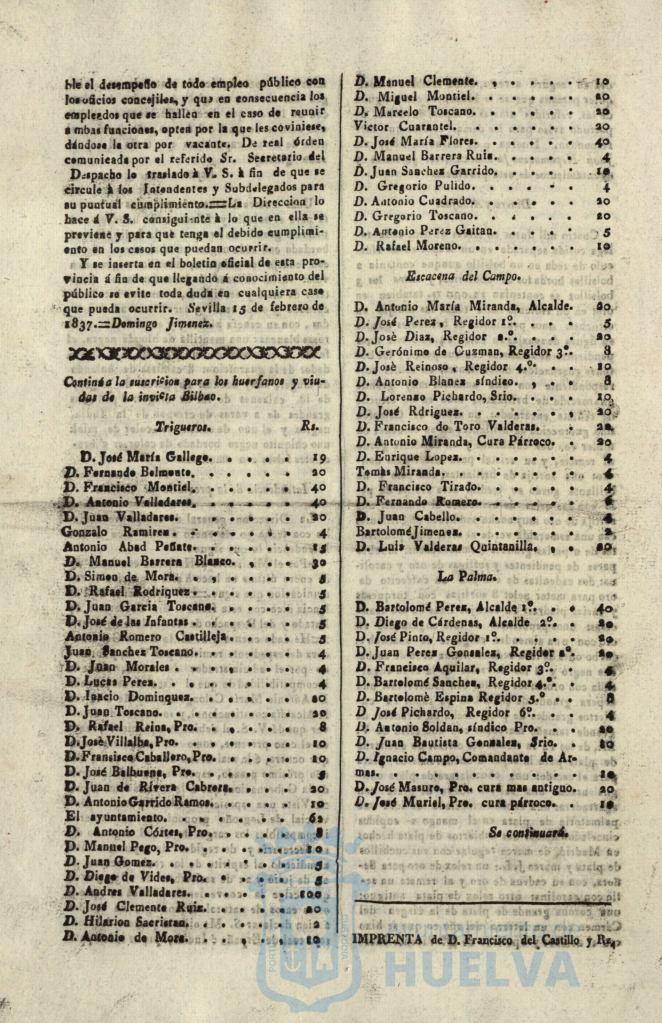 ble el desempeño de todo empleo público con
los oficios concejiles, y que en consecuencia los
empleados que se hallen en el caso de reunir
ambas funciones, opten por la que les coviniese,
dándose la otra por vacante. De real órden
comunicada por el referido Sr. Secretario del
Despacho lo traslado á V. S. á fin de que se
circule á los Intendentes y Subdelegados para
su puntual cumplimiento.=La Direccion lo
hace á V. S. consiguiente à lo que en ella se
previene y para que tenga el debido cumplimi-
ento en los casos que puedan ocurrir.
Y se inserta en el boletin oficial de esta pro-
vincia á fin de que llegando á conocimiento del
público se evite toda duda en cualquiera caso
que pueda ocurrir. Sevilla 15 de febrero de
1837.=Domingo Jimenez.
Continúa la suscricion para los huerfanos y viu-
das de la invicta Bilbao.
Trigueros. Rs.
D. José María Gallego. 19
D. Fernando Belmonte. 20
D. Francisco Montiel. 40
D. Antonio Valladares. 40
D. Juan Valladares. 20
Gonzalo Ramirez. 4
Antonio Abad Peñate. 15
D. Manuel Barrera Blanco. 30
D. Simon de Mora. 5
D. Rafael Rodriquez. 5
D. Juan Garcia Toscano. 5
D. José de las Infantas. 5
Antonio Romero Castilleja. 5
Juan Sanchez Toscano. 4
D. Juan Morales. 4
D. Lucas Perez. 4
D. Ignacio Dominquez. 20
D. Juan Toscano. 20
D. Rafael Reina, Pro. 8
D. Josè Villalba, Pro. 10
D. Fransisco Caballero, Pro. 10
D. José Balbuena, Pro. 5
D. Juan de Rivera Cabrera. 20
D. Antonio Garrido Ramos. 10
El ayuntamiento. 62
D. Antonio Cóstes, Pro. 8
D. Manuel Pego, Pro. 10
D. Juan Gomez. 5
D. Diego de Vides, Pro. 5
D. Andres Valladares. 100
D. José Clemente Ruiz. 20
D. Hilarion Sacristan. 2
D. Antonio de Mora. 10
D. Manuel Clemente. 10
D. Miguel Montiel. 20
D. Marcelo Toscano. 20
Victor Cuarantel. 20
D. José María Flores. 40
D. Manuel Barrera Ruiz. 4
D. Juan Sanchez Garrido. 10
D. Gregorio Pulido. 4
D. Antonio Cuadrado. 20
D. Gregorio Toscano. 20
D. Antonio Perez Gaitan. 5
D. Rafael Moreno. 10
Escacena del Campo.
D. Antonio María Miranda, Alcalde. 20
D. José Perez, Regidor 1º. 5
D. Josè Diaz, Regidor 2.º. 20
D. Gerónimo de Guzman, Regidor 3º. 8
D. Josè Reinoso, Regidor 4.º. 10
D. Antonio Blanez síndico. 8
D. Lorenzo Pichardo, Srio. 10
D. José Rdriguez. 20
D. Francisco de Toro Valderas. 22
D. Antonio Miranda, Cura Párroco. 20
D. Enrique Lopez. 4
Tomás Miranda. 4
D. Francisco Tirado. 4
D. Fernando Romero.
D. Juan Cabello. 4
Bartolomé Jimenez. 2
D. Luis Valderas Quintanilla. 20
La Palma.
D. Bartolomé Perez, Alcalde 1º. 40
D. Diego de Cárdenas, Alcalde 2º. 20
D. José Pinto, Regidor 1º. 20
D. Juan Perez Gonsalez, Regidor 2º. 20
D. Francisco Aquilar, Regidor 3º. 4
D. Bartolomé Sanchez, Regidor 4.º. 4
D. Bartolomè Espina Regidor 5.º 8
D José Pichardo, Regidor 6º. 4
D. Antonio Soldan, síndico Pro. 20
D. Juan Bautista Gonzalez, Srio. 20
D. Ignacio Campo, Comandante de Ar-
mas. 10
D. José Masuro, Pro. cura mas antiguo. 20
D. José Muriel, Pro. cura párroco. 10
Se continuará.
IMPRENTA de D. Francisco del Castillo y Rs.
HUELVA